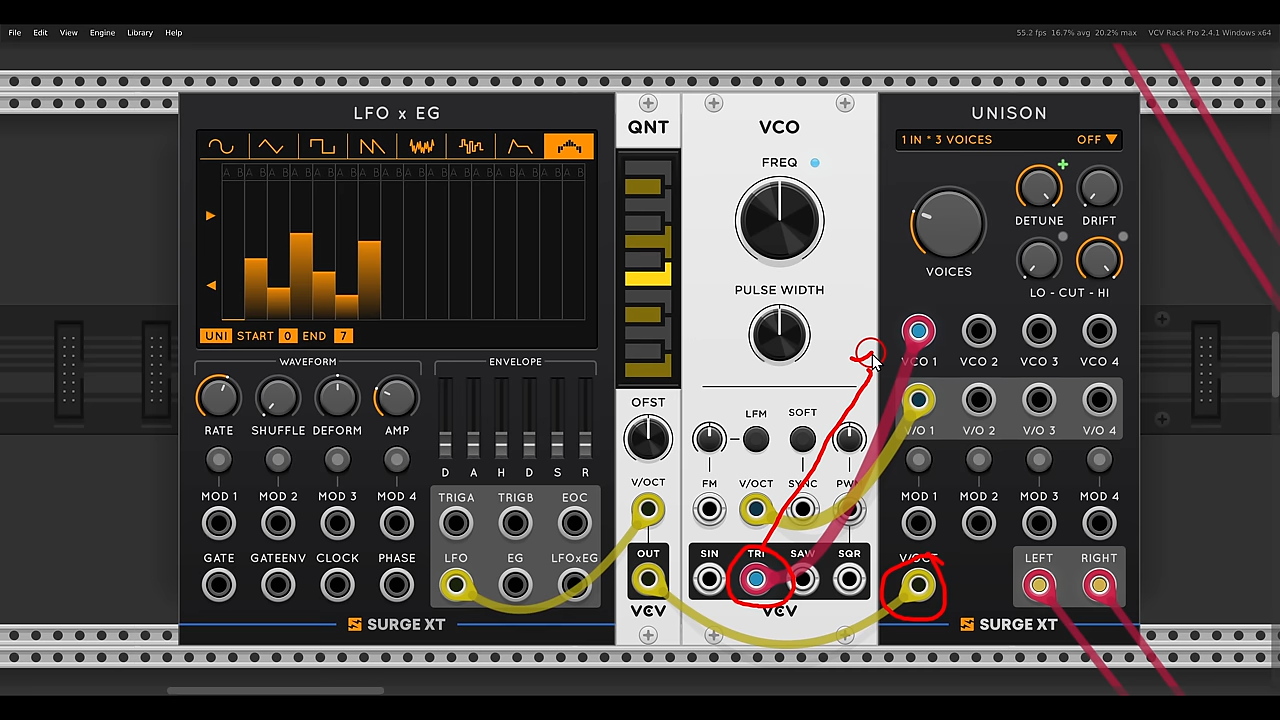 File Edit View Engine Library Help
55.2 fps 16.7% avg 20.2% max VCV Rack Pro 2.4.1 Windows x64
LFO x EG
A B A B A B A B A B A B A B A B A B A B A B A B A B A B A B A B
UNI START 0 END 7
WAVEFORM
ENVELOPE
RATE SHUFFLE DEFORM AMP
D A H D S R
MOD 1 MOD 2 MOD 3 MOD 4
TRIGA TRIGB EOC
GATE GATEENV CLOCK PHASE
LFO EG LFOxEG
SURGE XT
QNT
OFST
V/OCT
OUT
VCV
VCO
FREQ
PULSE WIDTH
LFM SOFT
FM V/OCT SYNC PWM
SIN TRI SAW SQR
VCV
UNISON
1 IN * 3 VOICES OFF
DETUNE DRIFT
VOICES
LO - CUT - HI
VCO 1 VCO 2 VCO 3 VCO 4
V/O 1 V/O 2 V/O 3 V/O 4
MOD 1 MOD 2 MOD 3 MOD 4
V/OCT LEFT RIGHT
SURGE XT